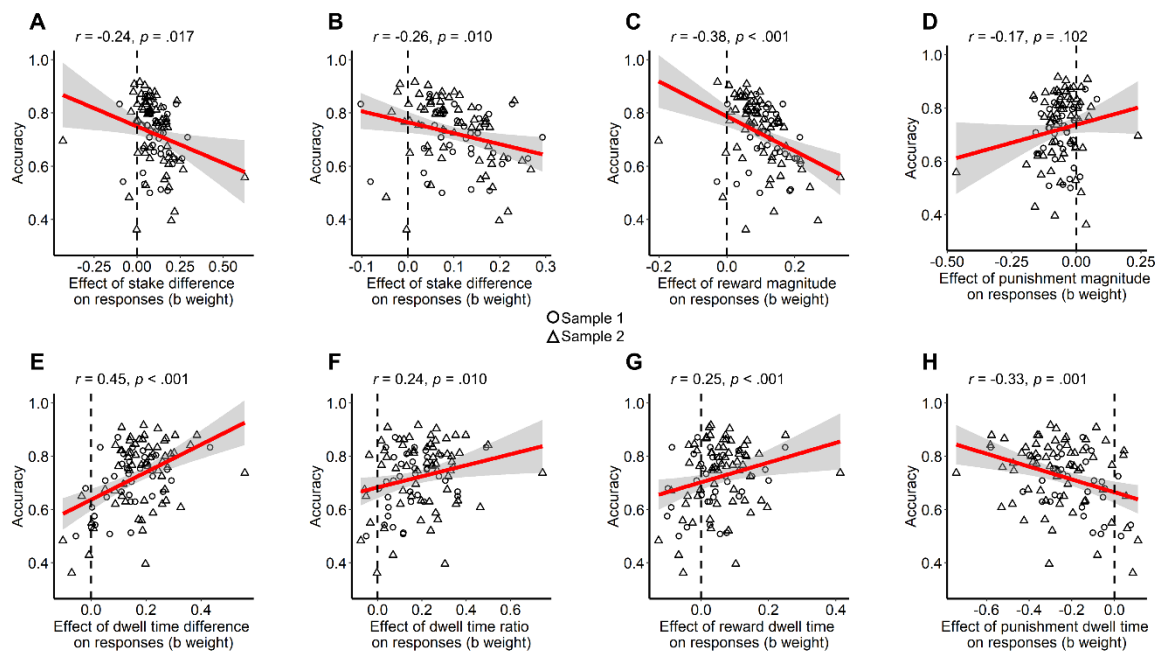 A
r = -0.24, p = .017
Accuracy
1.0
0.8
0.6
0.4
-0.25 0.00 0.25 0.50
Effect of stake difference
on responses (b weight)
B
r = -0.26, p = .010
Accuracy
1.0
0.8
0.6
0.4
-0.1 0.0 0.1 0.2 0.3
Effect of stake difference
on responses (b weight)
C
r = -0.38, p < .001
Accuracy
1.0
0.8
0.6
0.4
-0.2 0.0 0.2
Effect of reward magnitude
on responses (b weight)
D
r = -0.17, p = .102
Accuracy
1.0
0.8
0.6
0.4
-0.50 -0.25 0.00 0.25
Effect of punishment magnitude
on responses (b weight)
Sample 1
Sample 2
E
r = 0.45, p < .001
Accuracy
1.0
0.8
0.6
0.4
0.0 0.2 0.4
Effect of dwell time difference
on responses (b weight)
F
r = 0.24, p = .010
Accuracy
1.0
0.8
0.6
0.4
0.0 0.2 0.4 0.6
Effect of dwell time ratio
on responses (b weight)
G
r = 0.25, p < .001
Accuracy
1.0
0.8
0.6
0.4
0.0 0.2 0.4
Effect of reward dwell time
on responses (b weight)
H
r = -0.33, p = .001
Accuracy
1.0
0.8
0.6
0.4
-0.6 -0.4 -0.2 0.0
Effect of punishment dwell time
on responses (b weight)